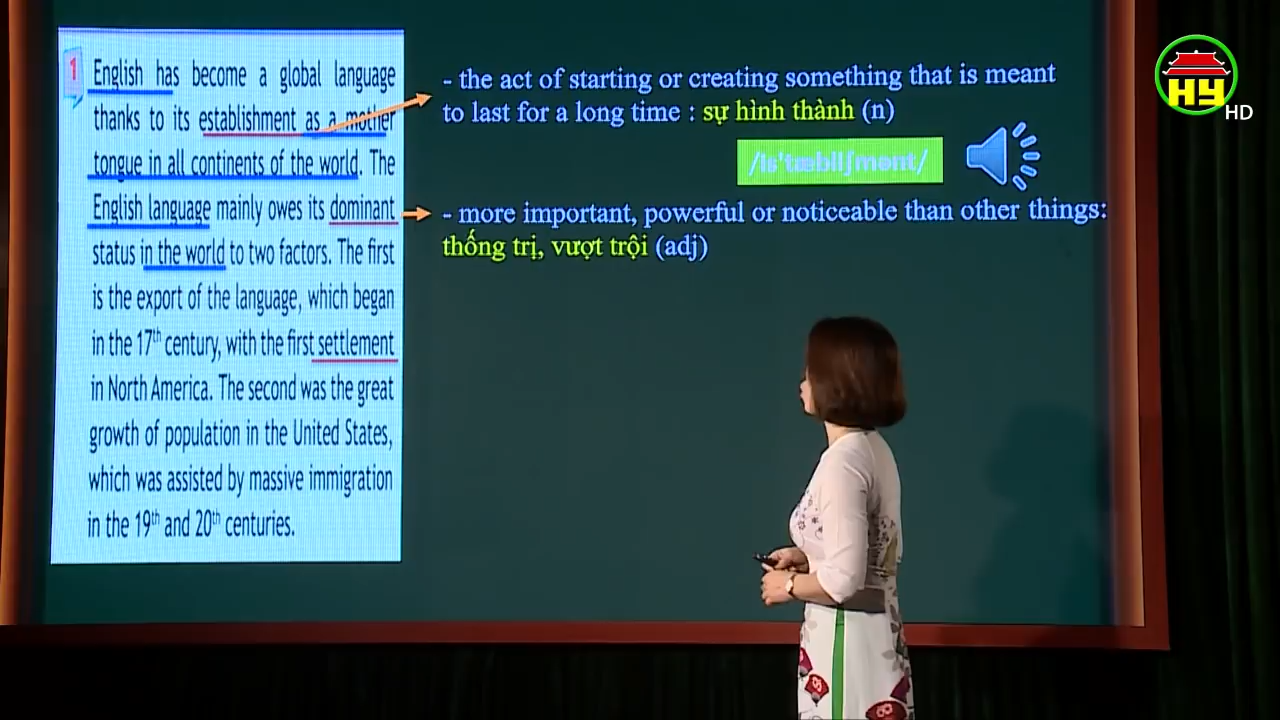 1
English has become a global language
thanks to its establishment as a mother
tongue in all continents of the world. The
English language mainly owes its dominant
status in the world to two factors. The first
is the export of the language, which began
in the 17th century, with the first settlement
in North America. The second was the great
growth of population in the United States,
which was assisted by massive immigration
in the 19th and 20th centuries.
- the act of starting or creating something that is meant
to last for a long time : sự hình thành (n)
/ɪsˈtæblɪʃmənt/
- more important, powerful or noticeable than other things:
thống trị, vượt trội (adj)
HY
HD